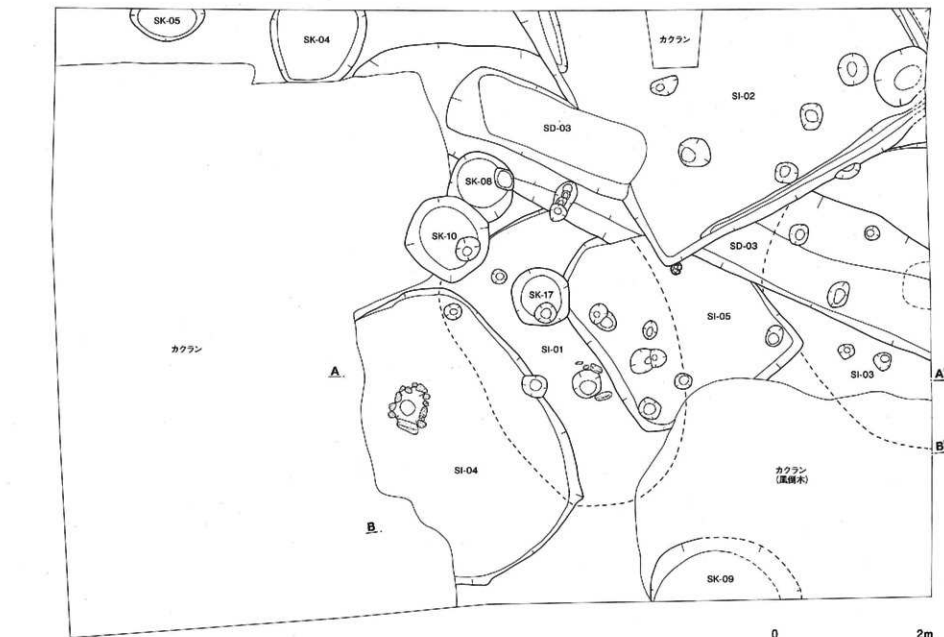 SK-05
SK-04
カクラン
SI-02
SD-03
SK-08
SK-10
SD-03
SK-17
SI-05
カクラン
SI-01
SI-03
A
A'
B'
SI-04
カクラン
(風倒木)
B
SK-09
0 2m